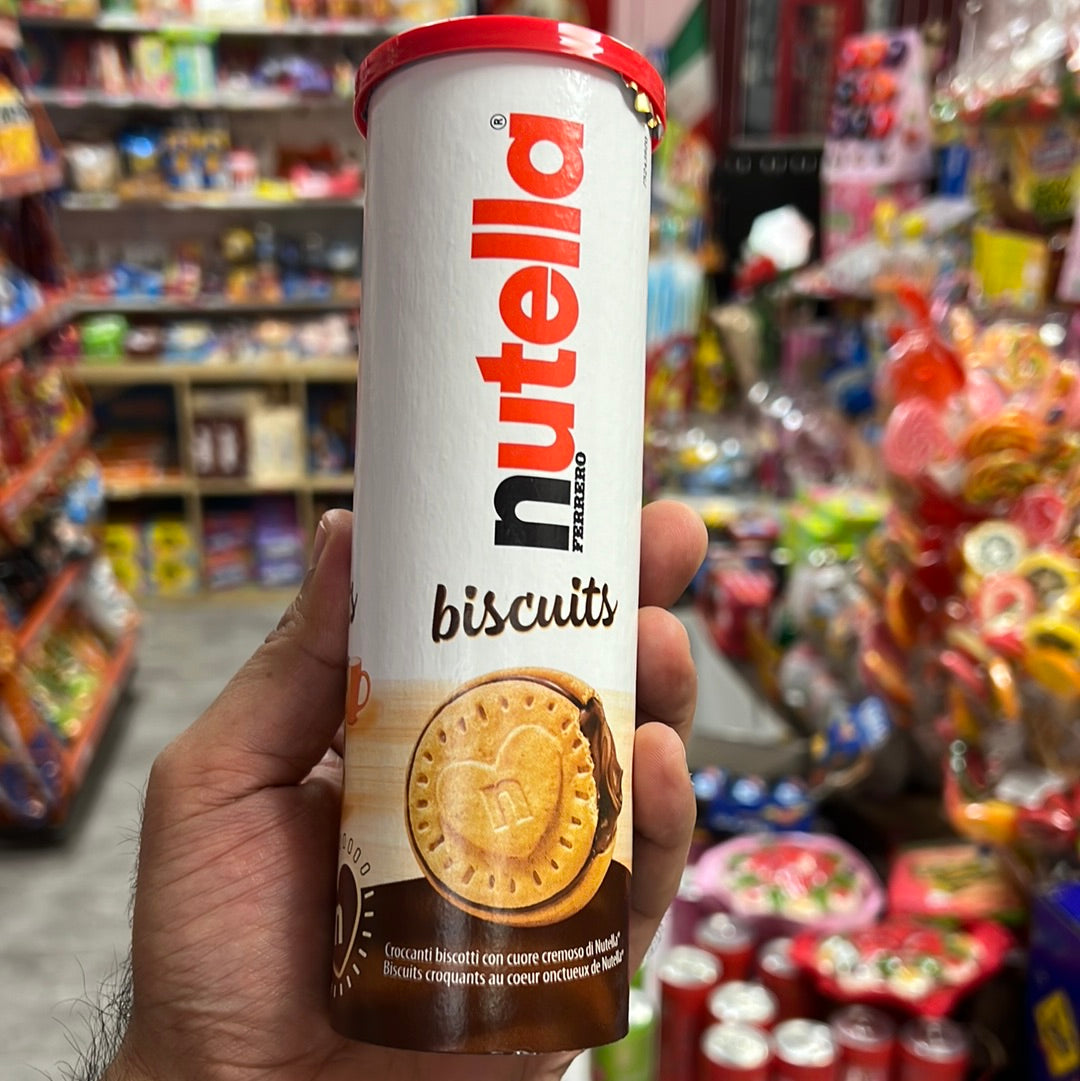 nutella®
FERRERO
biscuits
n
Croccanti biscotti con cuore cremoso di Nutella®
Biscuits croquants au coeur onctueux de Nutella®
n